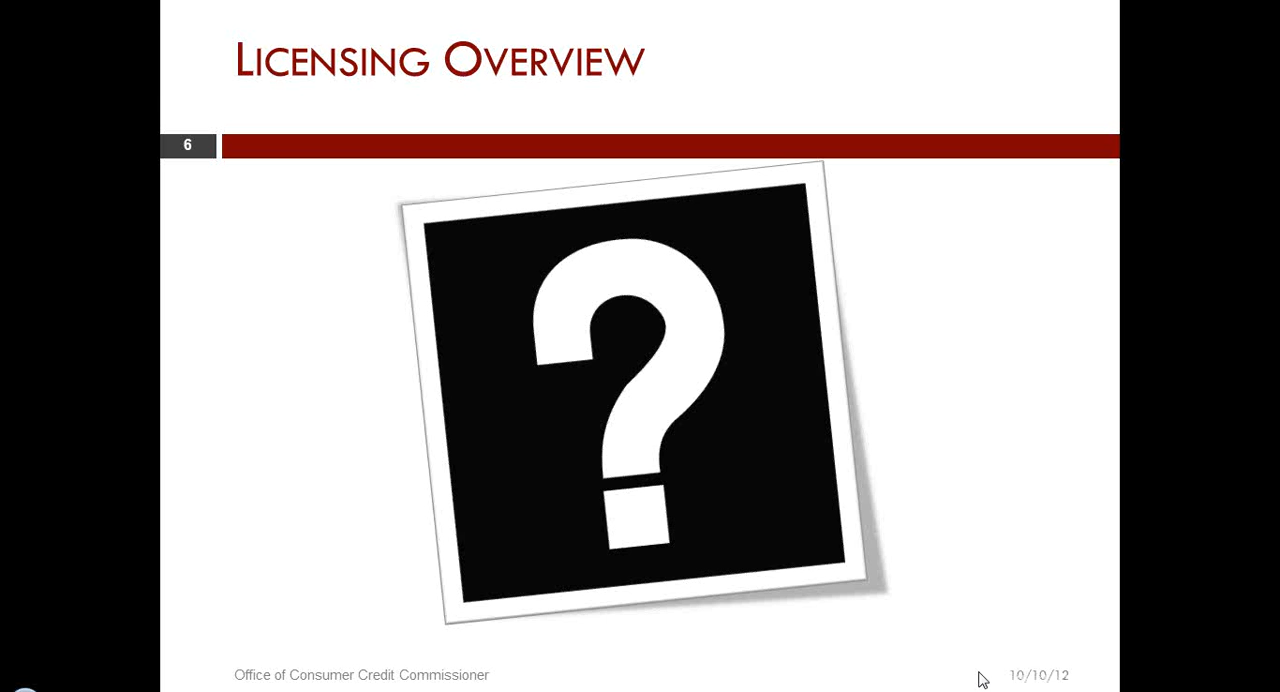 LICENSING OVERVIEW
6
?
Office of Consumer Credit Commissioner
10/10/12